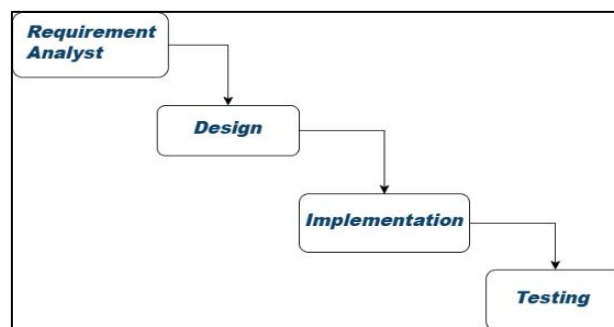 Requirement
Analyst
Design
Implementation
Testing